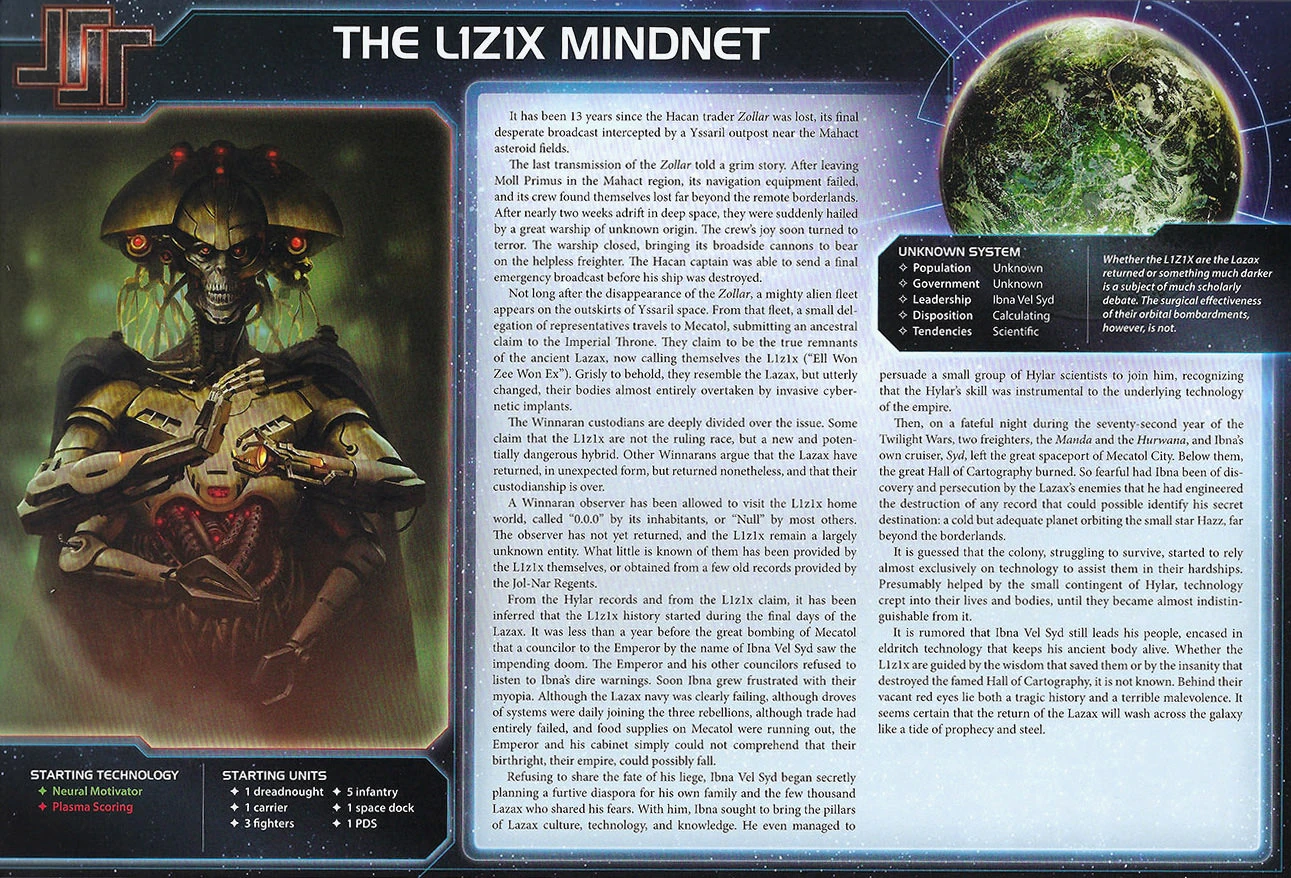 THE L1Z1X MINDNET
It has been 13 years since the Hacan trader Zollar was lost, its final
desperate broadcast intercepted by a Yssaril outpost near the Mahact
asteroid fields.
The last transmission of the Zollar told a grim story. After leaving
Moll Primus in the Mahact region, its navigation equipment failed,
and its crew found themselves lost far beyond the remote borderlands.
After nearly two weeks adrift in deep space, they were suddenly hailed
by a great warship of unknown origin. The crew's joy soon turned to
terror. The warship closed, bringing its broadside cannons to bear
on the helpless freighter. The Hacan captain was able to send a final
emergency broadcast before his ship was destroyed.
Not long after the disappearance of the Zollar, a mighty alien fleet
appears on the outskirts of Yssaril space. From that fleet, a small del-
egation of representatives travels to Mecatol, submitting an ancestral
claim to the Imperial Throne. They claim to be the true remnants
of the ancient Lazax, now calling themselves the L1z1x ("Ell Won
Zee Won Ex"). Grisly to behold, they resemble the Lazax, but utterly
changed, their bodies almost entirely overtaken by invasive cyber-
netic implants.
The Winnaran custodians are deeply divided over the issue. Some
claim that the L1z1x are not the ruling race, but a new and poten-
tially dangerous hybrid. Other Winnarans argue that the Lazax have
returned, in unexpected form, but returned nonetheless, and that their
custodianship is over.
A Winnaran observer has been allowed to visit the L1z1x home
world, called "0.0.0" by its inhabitants, or "Null" by most others.
The observer has not yet returned, and the L1z1x remain a largely
unknown entity. What little is known of them has been provided by
the L1z1x themselves, or obtained from a few old records provided by
the Jol-Nar Regents.
From the Hylar records and from the L1z1x claim, it has been
inferred that the L1z1x history started during the final days of the
Lazax. It was less than a year before the great bombing of Mecatol
that a councilor to the Emperor by the name of Ibna Vel Syd saw the
impending doom. The Emperor and his other councilors refused to
listen to Ibna's dire warnings. Soon Ibna grew frustrated with their
myopia. Although the Lazax navy was clearly failing, although droves
of systems were daily joining the three rebellions, although trade had
entirely failed, and food supplies on Mecatol were running out, the
Emperor and his cabinet simply could not comprehend that their
birthright, their empire, could possibly fall.
Refusing to share the fate of his liege, Ibna Vel Syd began secretly
planning a furtive diaspora for his own family and the few thousand
Lazax who shared his fears. With him, Ibna sought to bring the pillars
of Lazax culture, technology, and knowledge. He even managed to
UNKNOWN SYSTEM
✧ Population Unknown
✧ Government Unknown
✧ Leadership Ibna Vel Syd
✧ Disposition Calculating
✧ Tendencies Scientific
Whether the L1Z1X are the Lazax
returned or something much darker
is a subject of much scholarly
debate. The surgical effectiveness
of their orbital bombardments,
however, is not.
persuade a small group of Hylar scientists to join him, recognizing
that the Hylar's skill was instrumental to the underlying technology
of the empire.
Then, on a fateful night during the seventy-second year of the
Twilight Wars, two freighters, the Manda and the Hurwana, and Ibna's
own cruiser, Syd, left the great spaceport of Mecatol City. Below them,
the great Hall of Cartography burned. So fearful had Ibna been of dis-
covery and persecution by the Lazax's enemies that he had engineered
the destruction of any record that could possible identify his secret
destination: a cold but adequate planet orbiting the small star Hazz, far
beyond the borderlands.
It is guessed that the colony, struggling to survive, started to rely
almost exclusively on technology to assist them in their hardships.
Presumably helped by the small contingent of Hylar, technology
crept into their lives and bodies, until they became almost indistin-
guishable from it.
It is rumored that Ibna Vel Syd still leads his people, encased in
eldritch technology that keeps his ancient body alive. Whether the
L1z1x are guided by the wisdom that saved them or by the insanity that
destroyed the famed Hall of Cartography, it is not known. Behind their
vacant red eyes lie both a tragic history and a terrible malevolence. It
seems certain that the return of the Lazax will wash across the galaxy
like a tide of prophecy and steel.
STARTING TECHNOLOGY
✦ Neural Motivator
✦ Plasma Scoring
STARTING UNITS
✦ 1 dreadnought ✦ 5 infantry
✦ 1 carrier ✦ 1 space dock
✦ 3 fighters ✦ 1 PDS